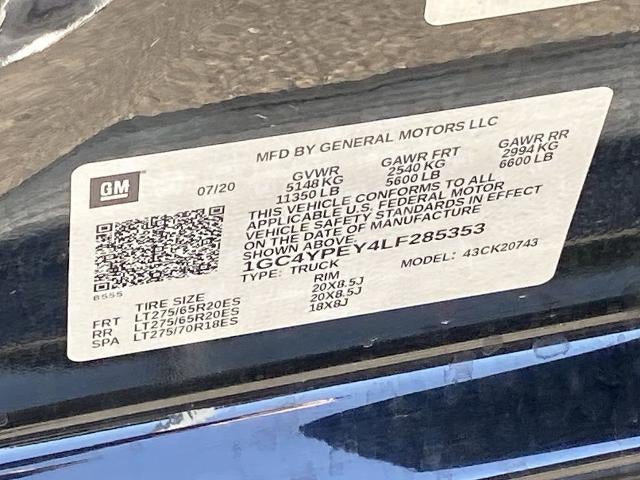 MFD BY GENERAL MOTORS LLC
GM
07/20
GVWR
5148 KG
11350 LB
GAWR FRT
2540 KG
5600 LB
GAWR RR
2994 KG
6600 LB
THIS VEHICLE CONFORMS TO ALL
APPLICABLE U.S. FEDERAL MOTOR
VEHICLE SAFETY STANDARDS IN EFFECT
ON THE DATE OF MANUFACTURE
SHOWN ABOVE.
1GC4YPEY4LF285353
TYPE: TRUCK
MODEL: 43CK20743
B555
TIRE SIZE RIM
FRT LT275/65R20ES 20X8.5J
RR LT275/65R20ES 20X8.5J
SPA LT275/70R18ES 18X8J